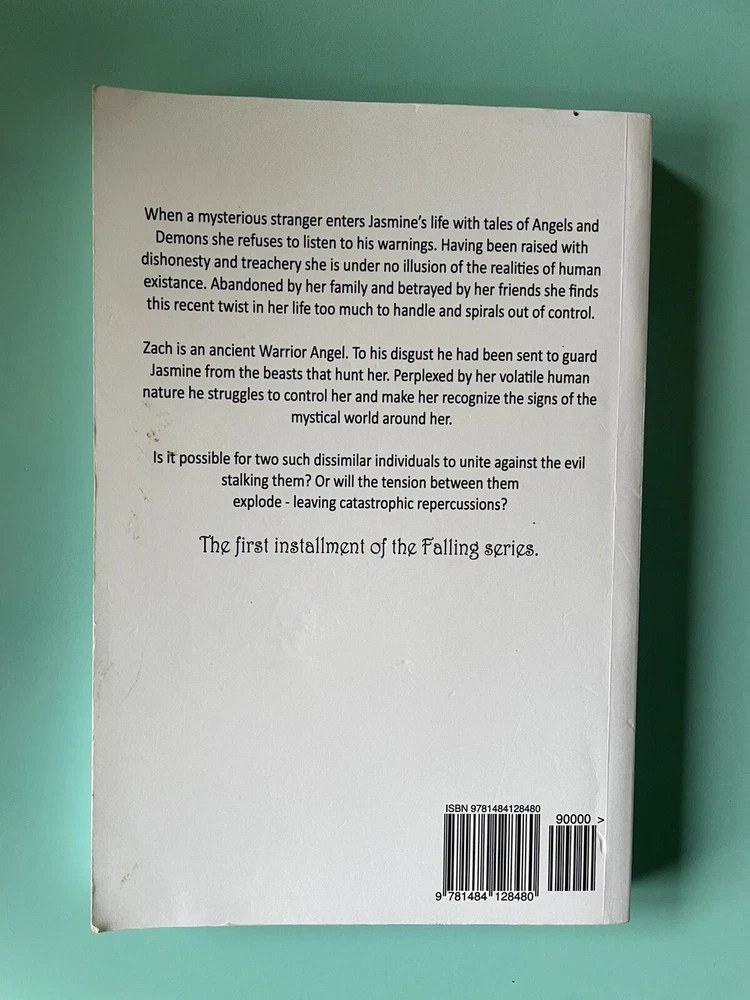 When a mysterious stranger enters Jasmine's life with tales of Angels and
Demons she refuses to listen to his warnings. Having been raised with
dishonesty and treachery she is under no illusion of the realities of human
existance. Abandoned by her family and betrayed by her friends she finds
this recent twist in her life too much to handle and spirals out of control.
Zach is an ancient Warrior Angel. To his disgust he had been sent to guard
Jasmine from the beasts that hunt her. Perplexed by her volatile human
nature he struggles to control her and make her recognize the signs of the
mystical world around her.
Is it possible for two such dissimilar individuals to unite against the evil
stalking them? Or will the tension between them
explode - leaving catastrophic repercussions?
The first installment of the Falling series.
ISBN 9781484128480
90000 >
9 781484 128480